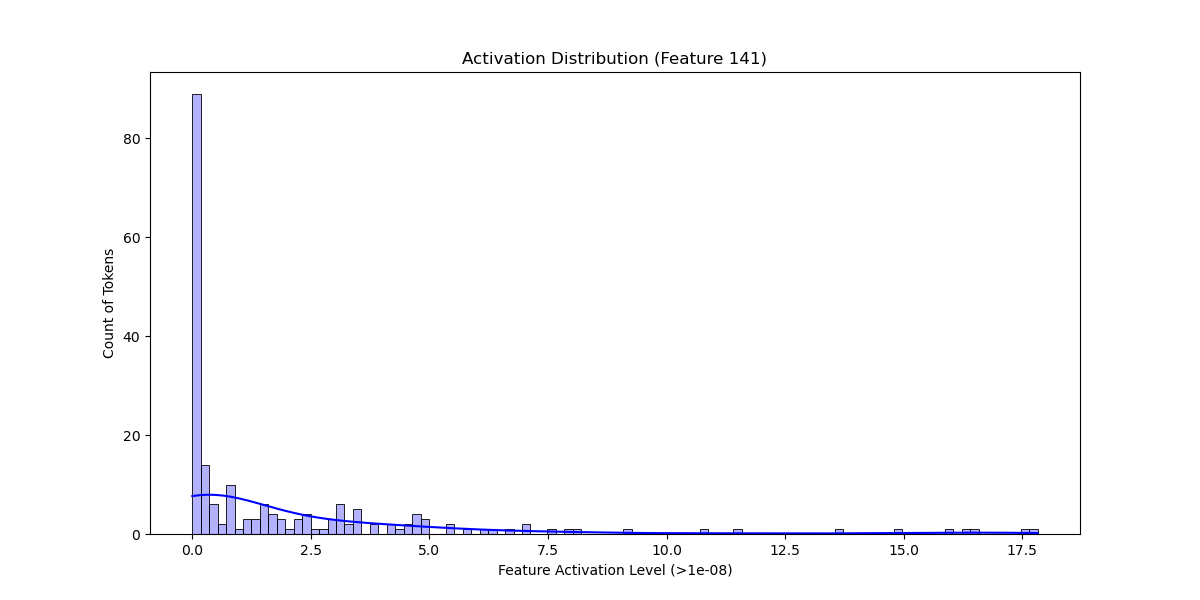 Activation Distribution (Feature 141)
Count of Tokens
80
60
40
20
0
0.0 2.5 5.0 7.5 10.0 12.5 15.0 17.5
Feature Activation Level (>1e-08)